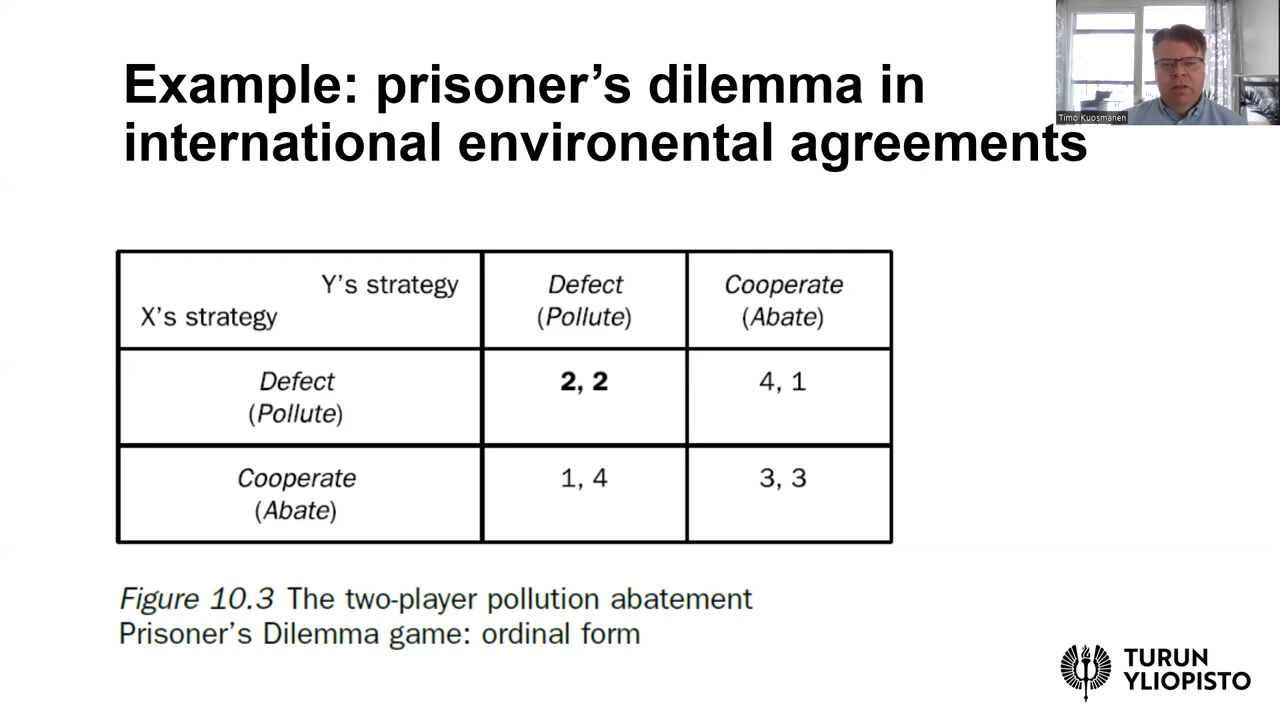 Example: prisoner's dilemma in
international environental agreements
Timo Kuosmanen
Y's strategy
X's strategy
Defect
(Pollute)
Cooperate
(Abate)
Defect
(Pollute)
2, 2
4, 1
Cooperate
(Abate)
1, 4
3, 3
Figure 10.3 The two-player pollution abatement
Prisoner's Dilemma game: ordinal form
TURUN
YLIOPISTO